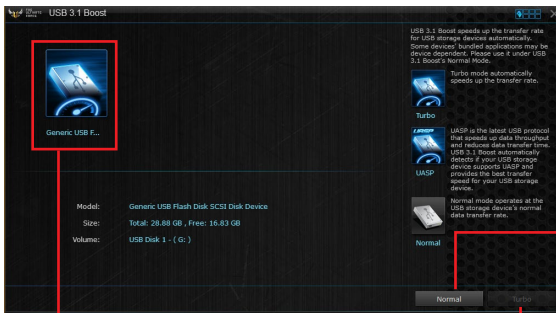 USB 3.1 Boost
USB 3.1 Boost speeds up the transfer rate
for USB storage devices automatically.
Some devices' bundled applications may be
device dependent. Please use it under USB
3.1 Boost's Normal Mode.
Turbo mode automatically
speeds up the transfer rate.
Turbo
UASP is the latest USB protocol
that speeds up data throughput
and reduces data transfer time.
USB 3.1 Boost automatically
detects if your USB storage
device supports UASP and
provides the best transfer
speed for your USB storage
device.
UASP
Normal mode operates at the
USB storage device's normal
data transfer rate.
Normal
Generic USB F...
Model: Generic USB Flash Disk SCSI Disk Device
Size: Total: 28.88 GB , Free: 16.83 GB
Volume: USB Disk 1 - ( G: )
Normal
Turbo